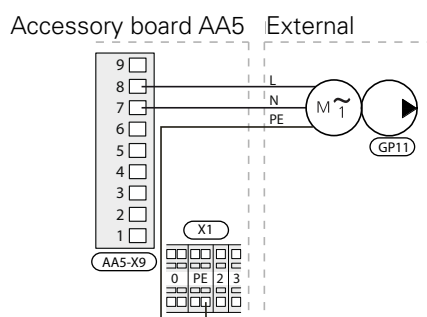 Accessory board AA5 External
9
8 L
7 N
PE
6
5
4
3
2
1
M ~ 1
GP11
X1
AA5-X9
0 PE 2 3